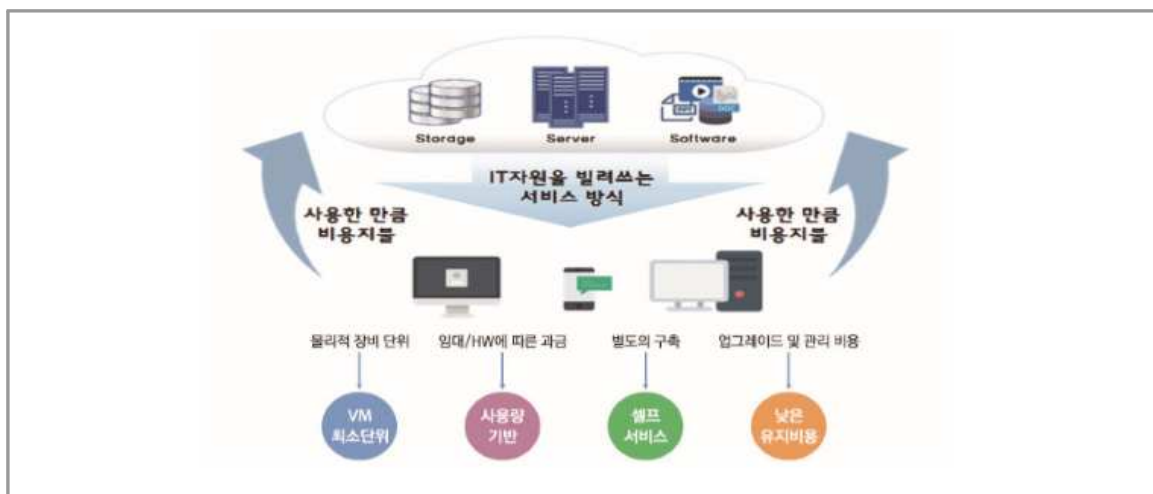 Storage
Server
Software
IT자원을 빌려쓰는
서비스 방식
사용한 만큼
비용지불
사용한 만큼
비용지불
물리적 장비 단위
임대/HW에 따른 과금
별도의 구축
업그레이드 및 관리 비용
VM
최소단위
사용량
기반
셀프
서비스
낮은
유지비용